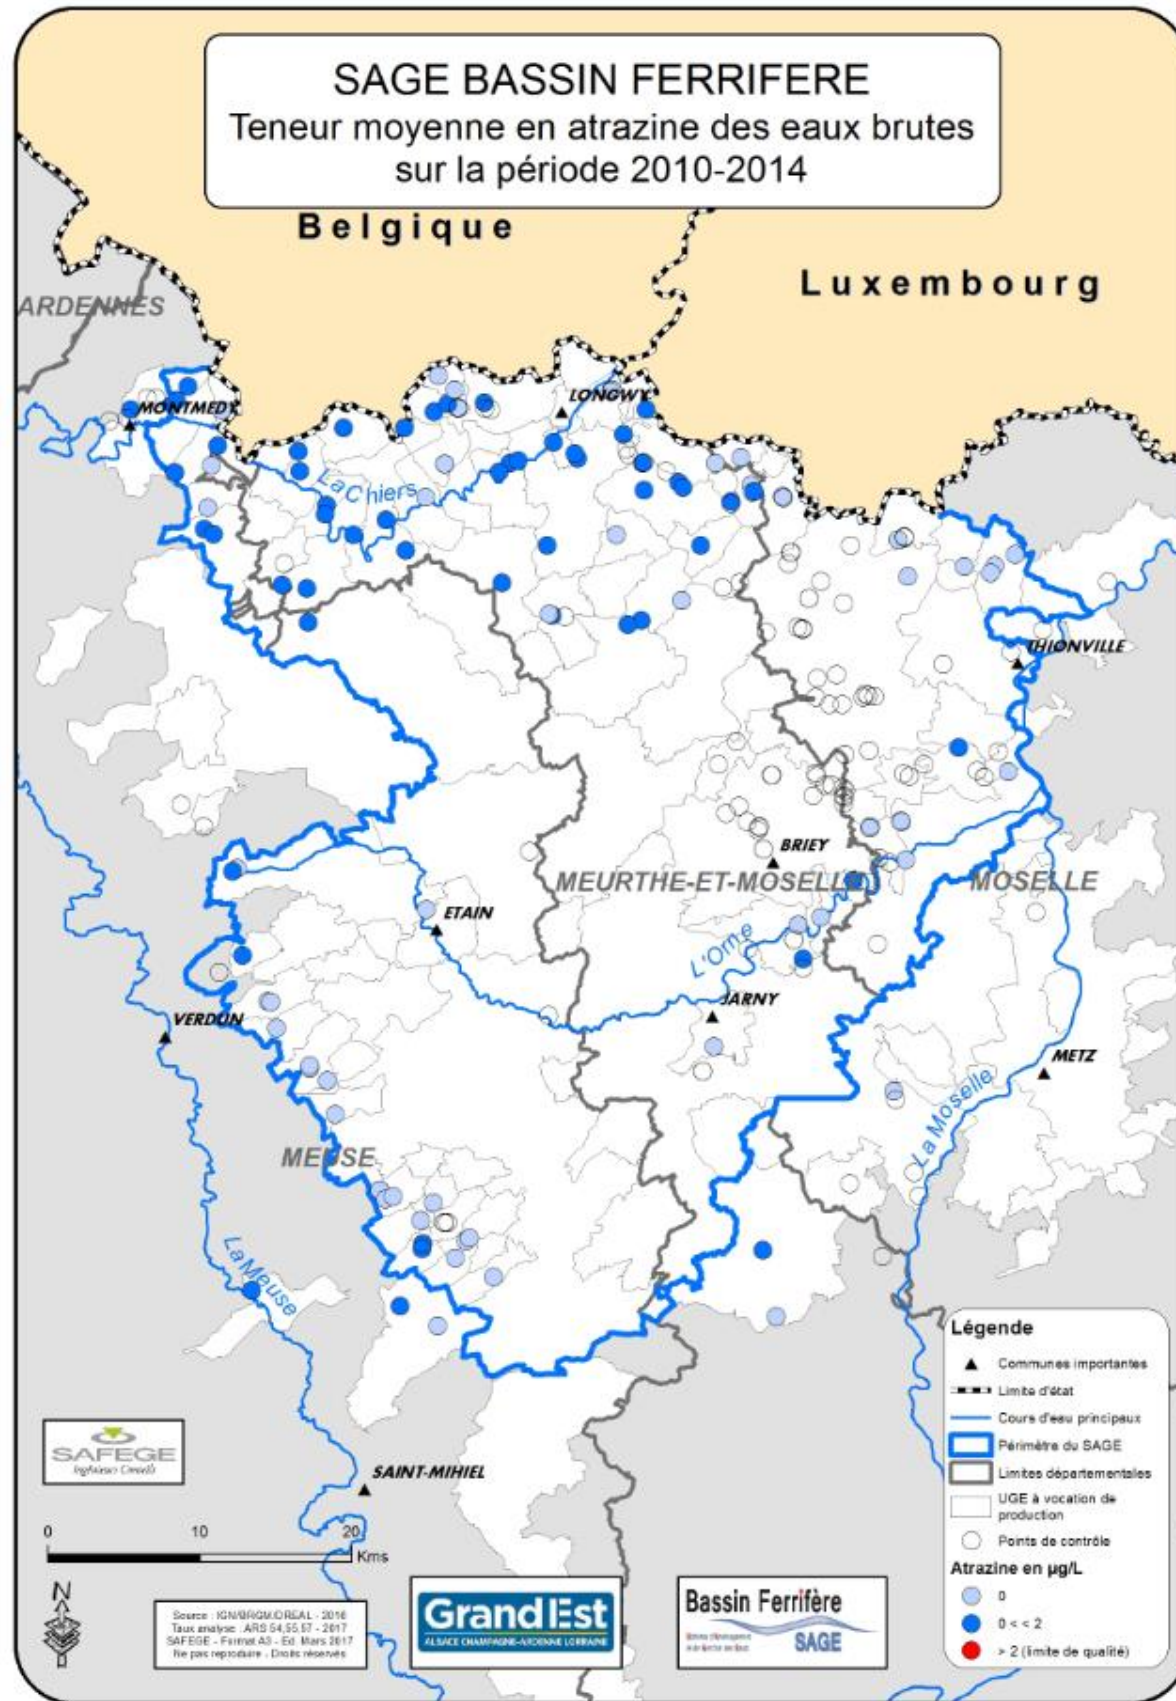 SAGE BASSIN FERRIFERE
Teneur moyenne en atrazine des eaux brutes
sur la période 2010-2014
Belgique
Luxembourg
ARDENNES
MONTMEDY
LONGWY
La Chiers
THIONVILLE
BRIEY
MEURTHE-ET-MOSELLE
MOSELLE
ETAIN
L'Orne
JARNY
VERDUN
METZ
La Moselle
MEUSE
La Meuse
SAINT-MIHIEL
Légende
Communes importantes
Limite d'état
Cours d'eau principaux
Périmètre du SAGE
Limites départementales
UGE à vocation de
production
Points de contrôle
Atrazine en µg/L
0
0 < < 2
> 2 (limite de qualité)
SAFEGE
Ingénieurs Conseils
0 10 20
Kms
N
Source : IGN/BRGM/DREAL - 2016
Taux analyse : ARS 54,55,57 - 2017
SAFEGE - Format A3 - Ed. Mars 2017
Ne pas reproduire - Droits réservés
Grand Est
ALSACE CHAMPAGNE-ARDENNE LORRAINE
Bassin Ferrifère
SAGE